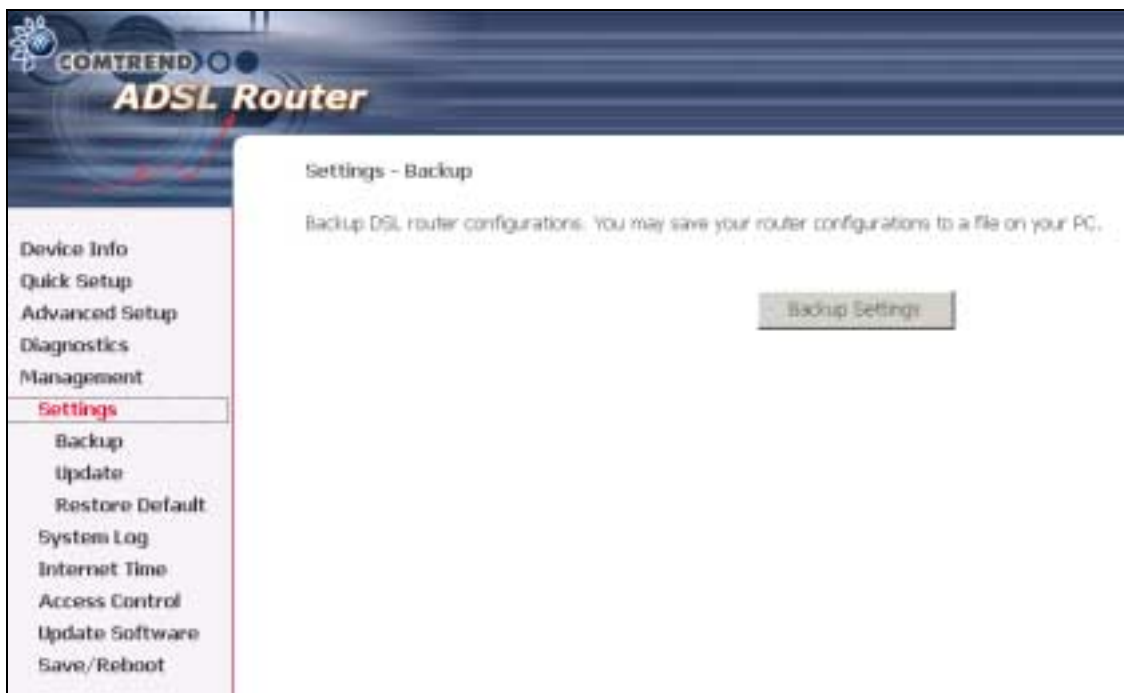 COMTREND
ADSL Router
Settings - Backup
Backup DSL router configurations. You may save your router configurations to a file on your PC.
Backup Settings
Device Info
Quick Setup
Advanced Setup
Diagnostics
Management
Settings
Backup
Update
Restore Default
System Log
Internet Time
Access Control
Update Software
Save/Reboot